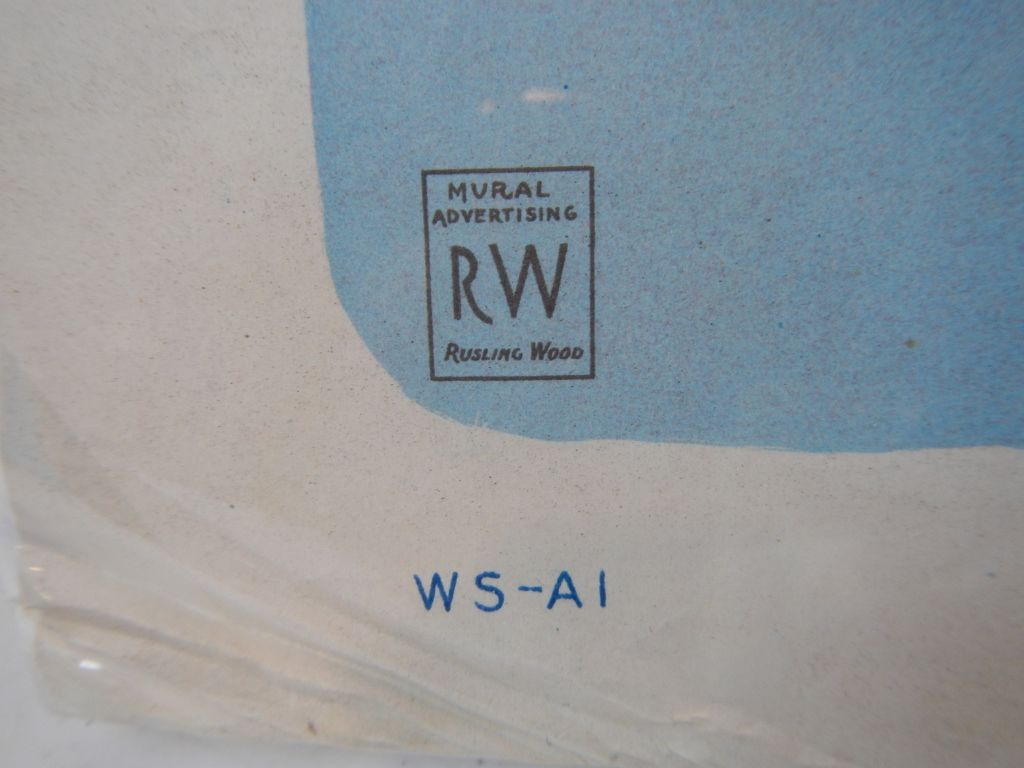 MURAL
ADVERTISING
RW
RUSLING WOOD
WS-A1